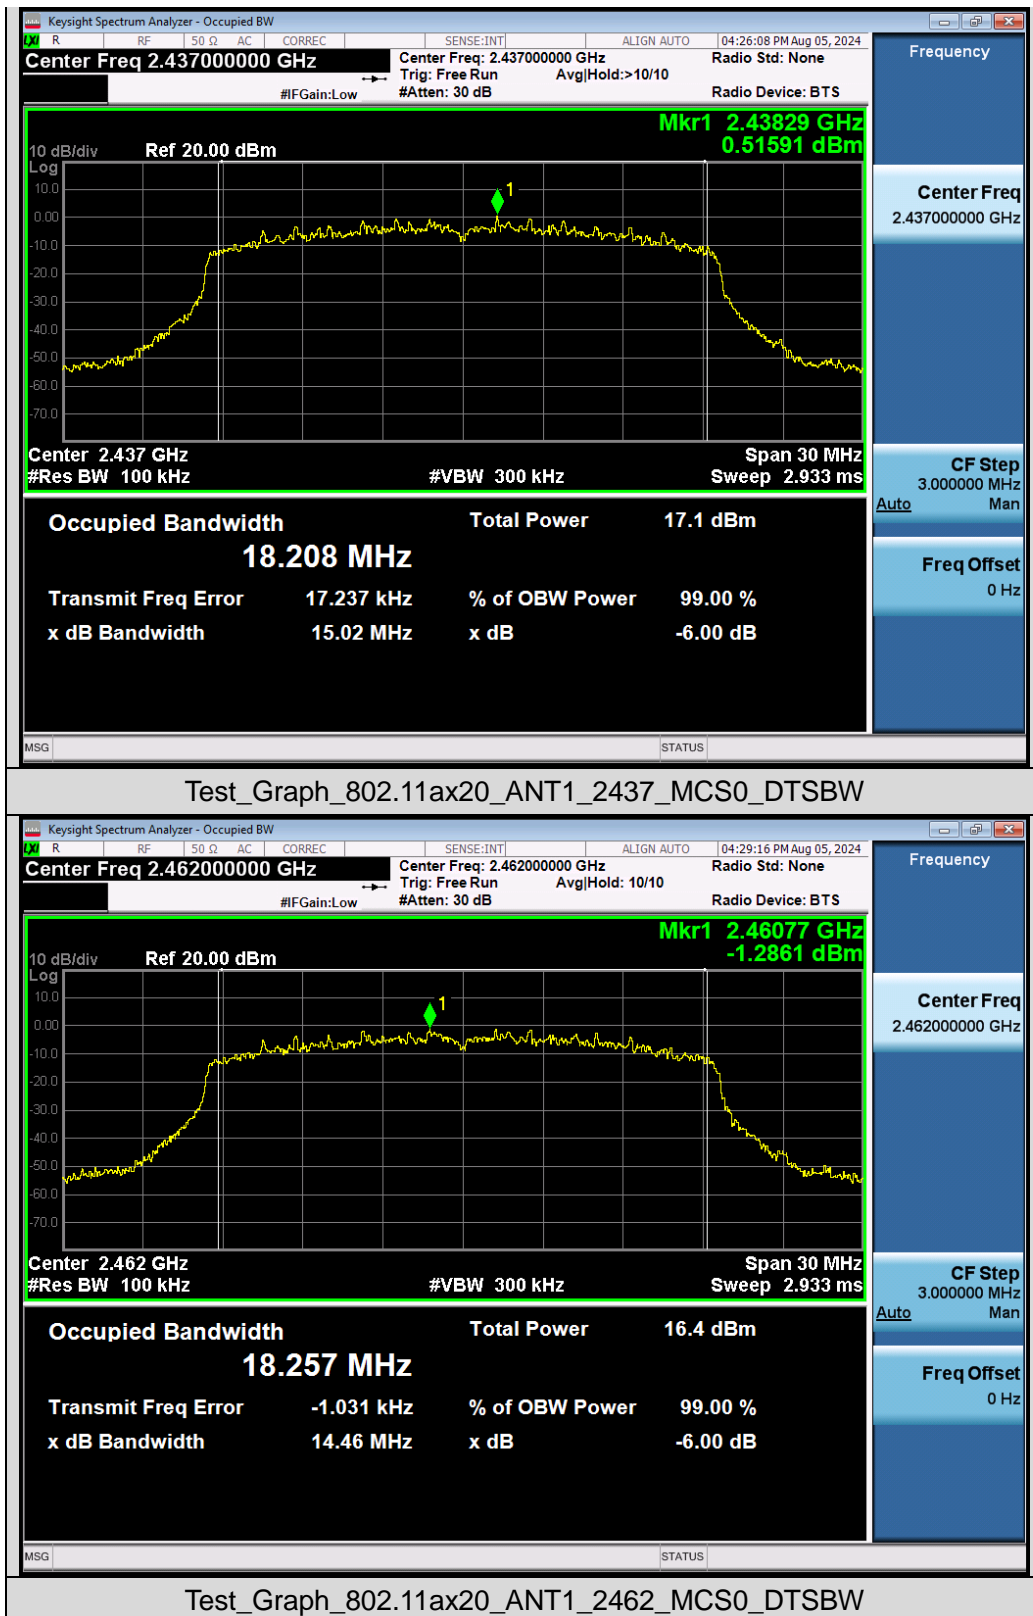 Keysight Spectrum Analyzer - Occupied BW
LXI R RF 50 Ω AC CORREC SENSE:INT ALIGN AUTO 04:26:08 PM Aug 05, 2024
Center Freq 2.437000000 GHz
Center Freq: 2.437000000 GHz Radio Std: None
Trig: Free Run Avg|Hold:>10/10
#IFGain:Low #Atten: 30 dB Radio Device: BTS
Frequency
Mkr1 2.43829 GHz
0.51591 dBm
10 dB/div Ref 20.00 dBm
Log
10.0
0.00
-10.0
-20.0
-30.0
-40.0
-50.0
-60.0
-70.0
1
Center 2.437 GHz Span 30 MHz
#Res BW 100 kHz #VBW 300 kHz Sweep 2.933 ms
Center Freq
2.437000000 GHz
CF Step
3.000000 MHz
Auto Man
Freq Offset
0 Hz
Occupied Bandwidth Total Power 17.1 dBm
18.208 MHz
Transmit Freq Error 17.237 kHz % of OBW Power 99.00 %
x dB Bandwidth 15.02 MHz x dB -6.00 dB
MSG STATUS
Test_Graph_802.11ax20_ANT1_2437_MCS0_DTSBW
Keysight Spectrum Analyzer - Occupied BW
LXI R RF 50 Ω AC CORREC SENSE:INT ALIGN AUTO 04:29:16 PM Aug 05, 2024
Center Freq 2.462000000 GHz
Center Freq: 2.462000000 GHz Radio Std: None
Trig: Free Run Avg|Hold: 10/10
#IFGain:Low #Atten: 30 dB Radio Device: BTS
Frequency
Mkr1 2.46077 GHz
-1.2861 dBm
10 dB/div Ref 20.00 dBm
Log
10.0
0.00
-10.0
-20.0
-30.0
-40.0
-50.0
-60.0
-70.0
1
Center 2.462 GHz Span 30 MHz
#Res BW 100 kHz #VBW 300 kHz Sweep 2.933 ms
Center Freq
2.462000000 GHz
CF Step
3.000000 MHz
Auto Man
Freq Offset
0 Hz
Occupied Bandwidth Total Power 16.4 dBm
18.257 MHz
Transmit Freq Error -1.031 kHz % of OBW Power 99.00 %
x dB Bandwidth 14.46 MHz x dB -6.00 dB
MSG STATUS
Test_Graph_802.11ax20_ANT1_2462_MCS0_DTSBW